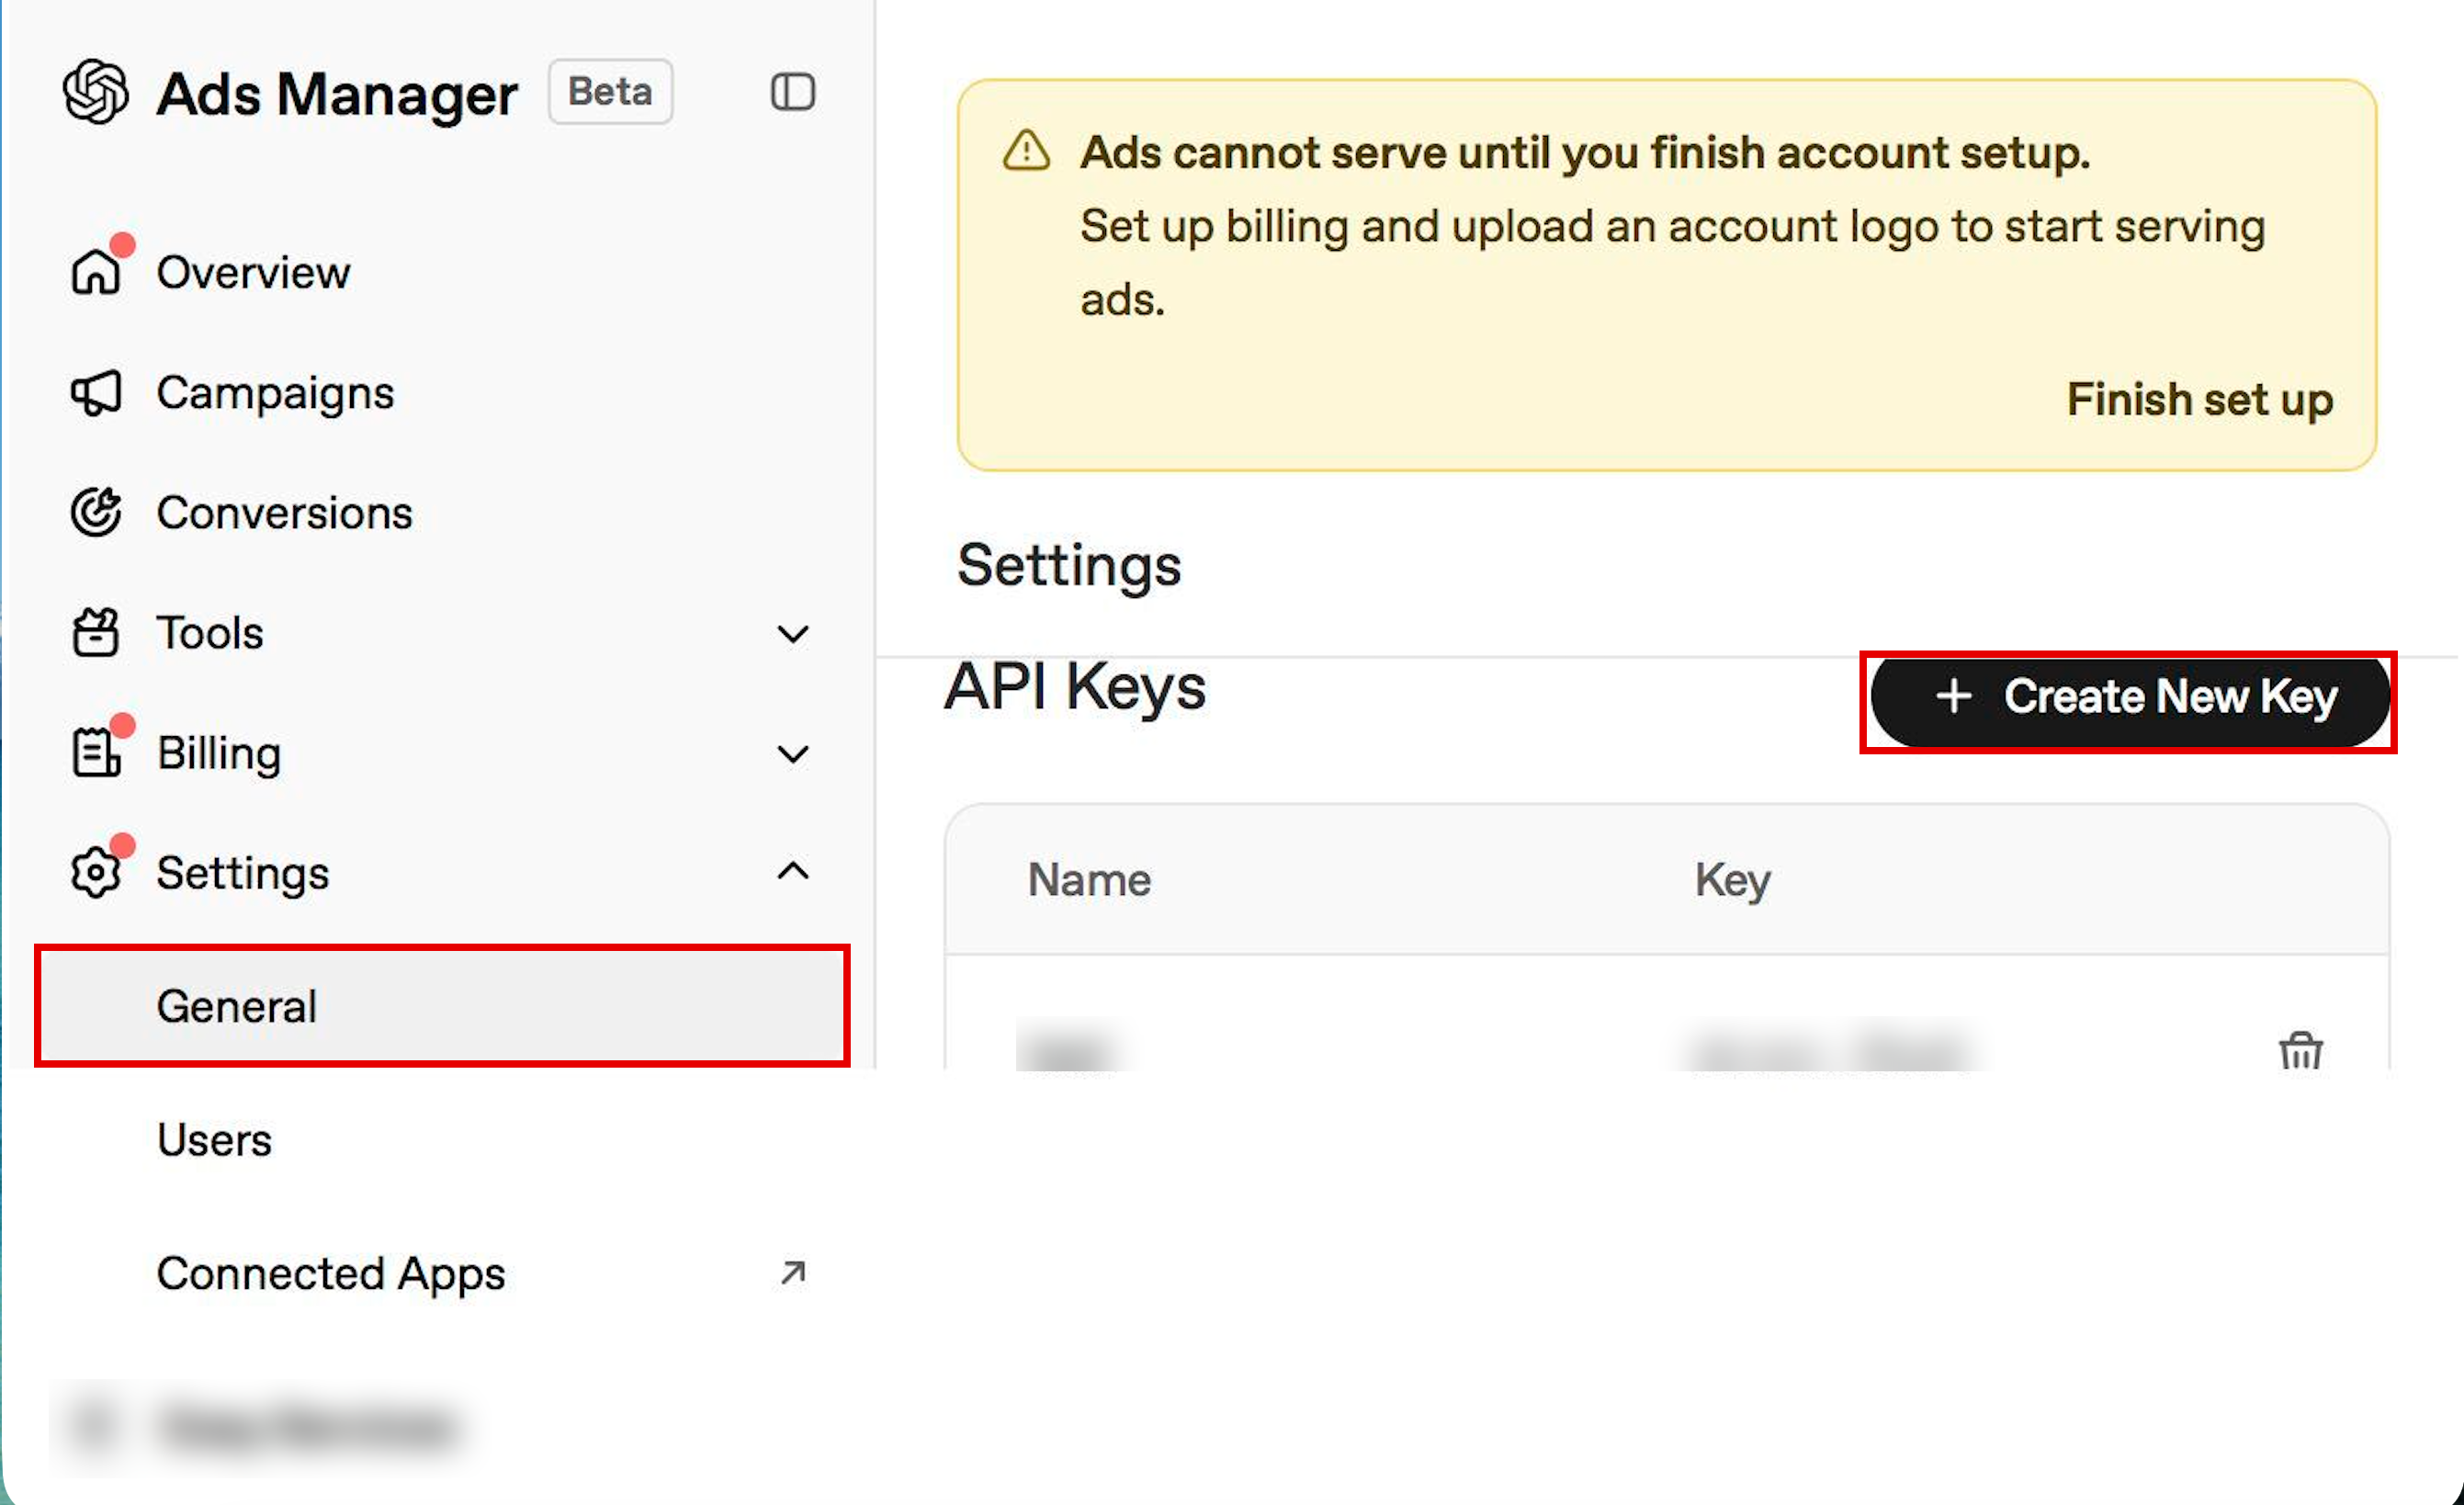 Ads Manager Beta
Overview
Campaigns
Conversions
Tools
Billing
Settings
General
Users
Connected Apps
Ads cannot serve until you finish account setup.
Set up billing and upload an account logo to start serving
ads.
Finish set up
Settings
API Keys
+ Create New Key
Name Key